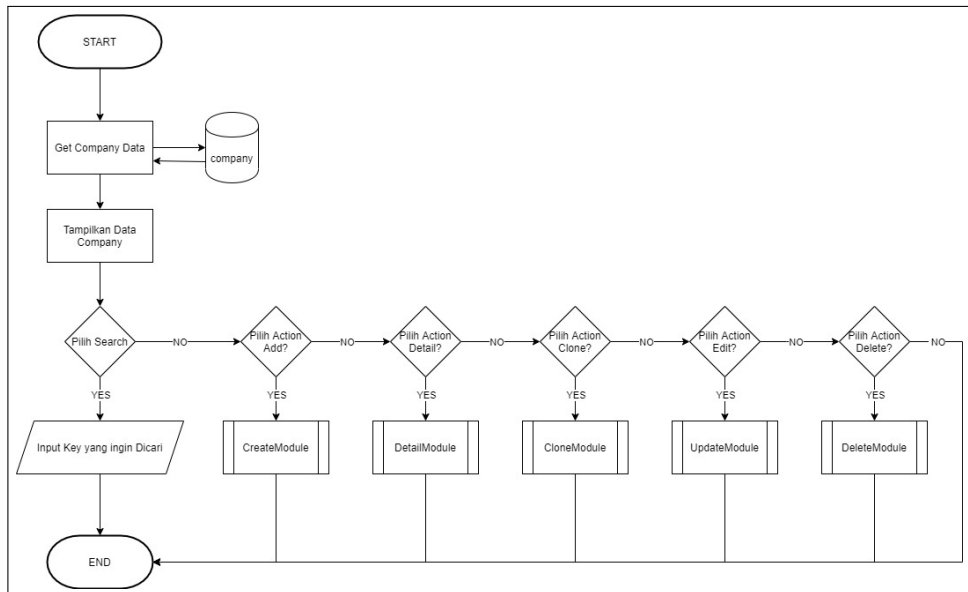 START
Get Company Data
company
Tampilkan Data
Company
Pilih Search
NO
Pilih Action
Add?
NO
Pilih Action
Detail?
NO
Pilih Action
Clone?
NO
Pilih Action
Edit?
NO
Pilih Action
Delete?
NO
YES
YES
YES
YES
YES
YES
Input Key yang ingin Dicari
CreateModule
DetailModule
CloneModule
UpdateModule
DeleteModule
END